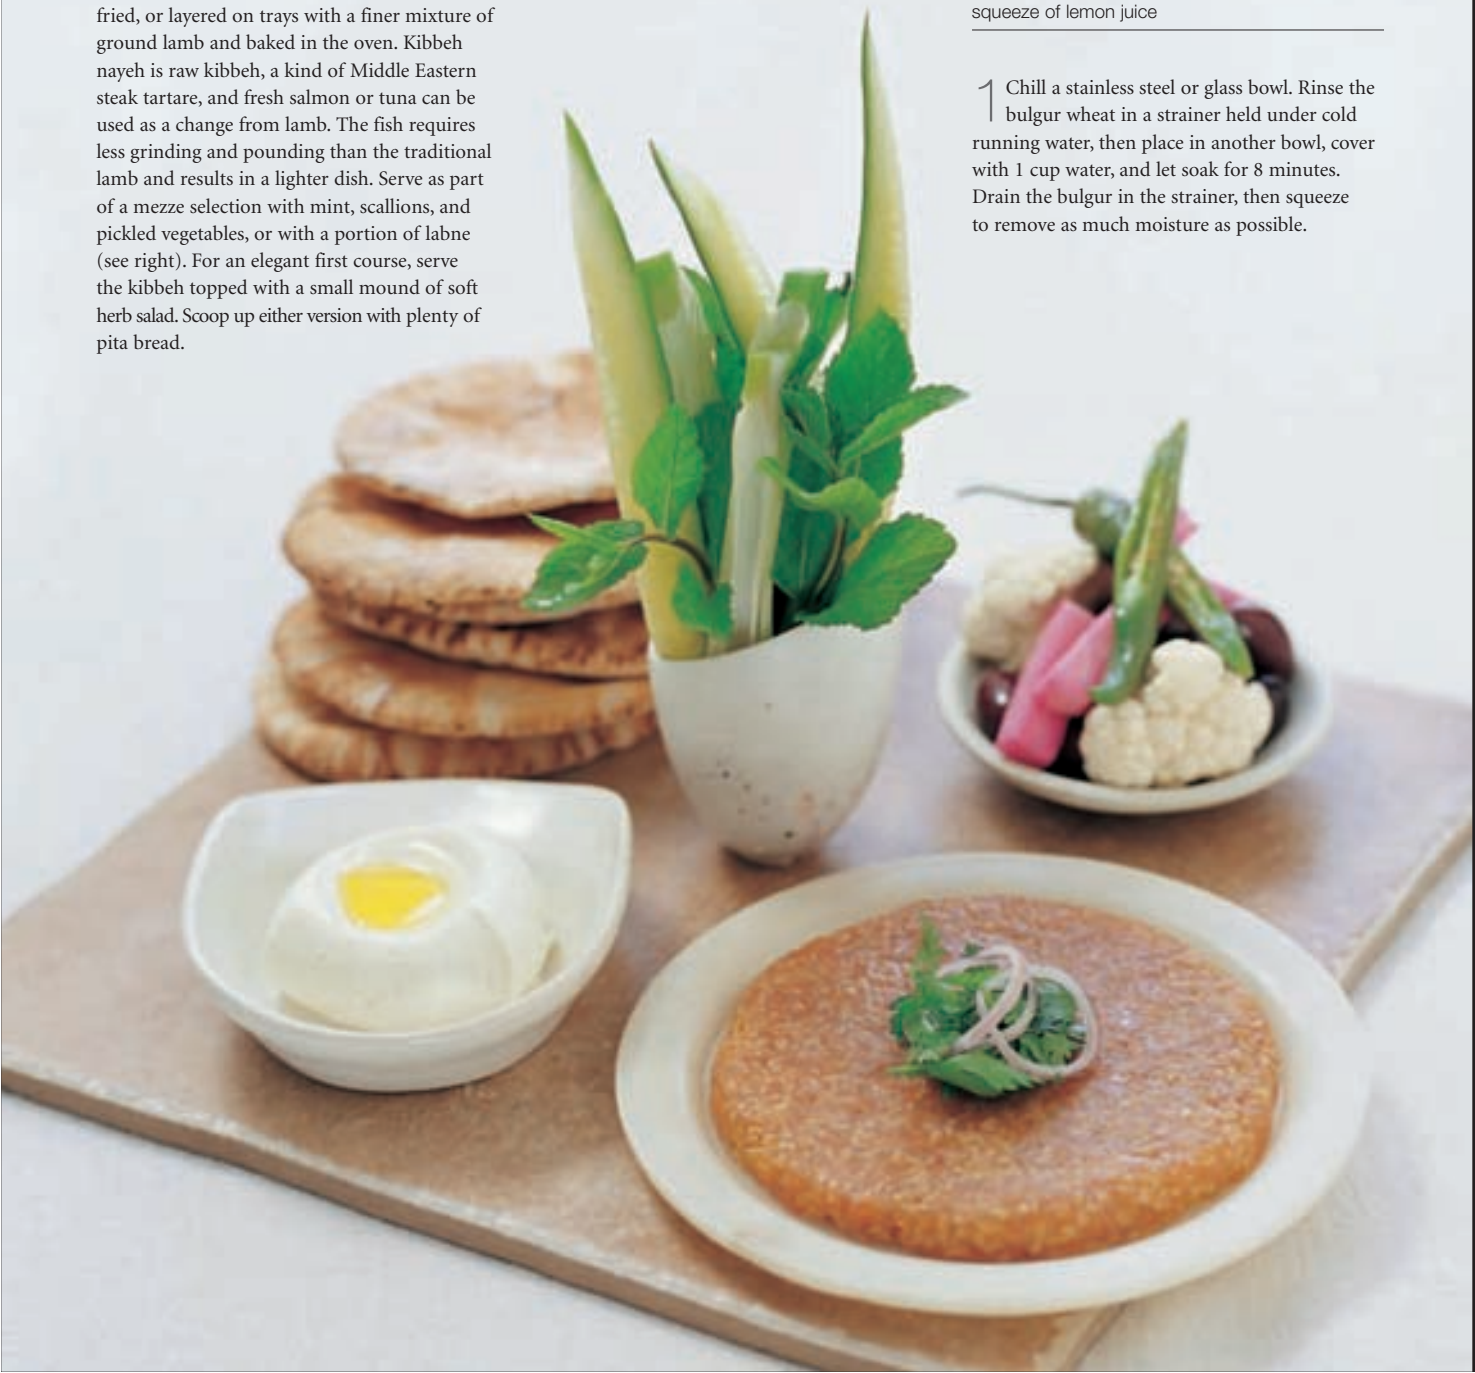 fried, or layered on trays with a finer mixture of
ground lamb and baked in the oven. Kibbeh
nayeh is raw kibbeh, a kind of Middle Eastern
steak tartare, and fresh salmon or tuna can be
used as a change from lamb. The fish requires
less grinding and pounding than the traditional
lamb and results in a lighter dish. Serve as part
of a mezze selection with mint, scallions, and
pickled vegetables, or with a portion of labne
(see right). For an elegant first course, serve
the kibbeh topped with a small mound of soft
herb salad. Scoop up either version with plenty of
pita bread.
squeeze of lemon juice
1 Chill a stainless steel or glass bowl. Rinse the
bulgur wheat in a strainer held under cold
running water, then place in another bowl, cover
with 1 cup water, and let soak for 8 minutes.
Drain the bulgur in the strainer, then squeeze
to remove as much moisture as possible.